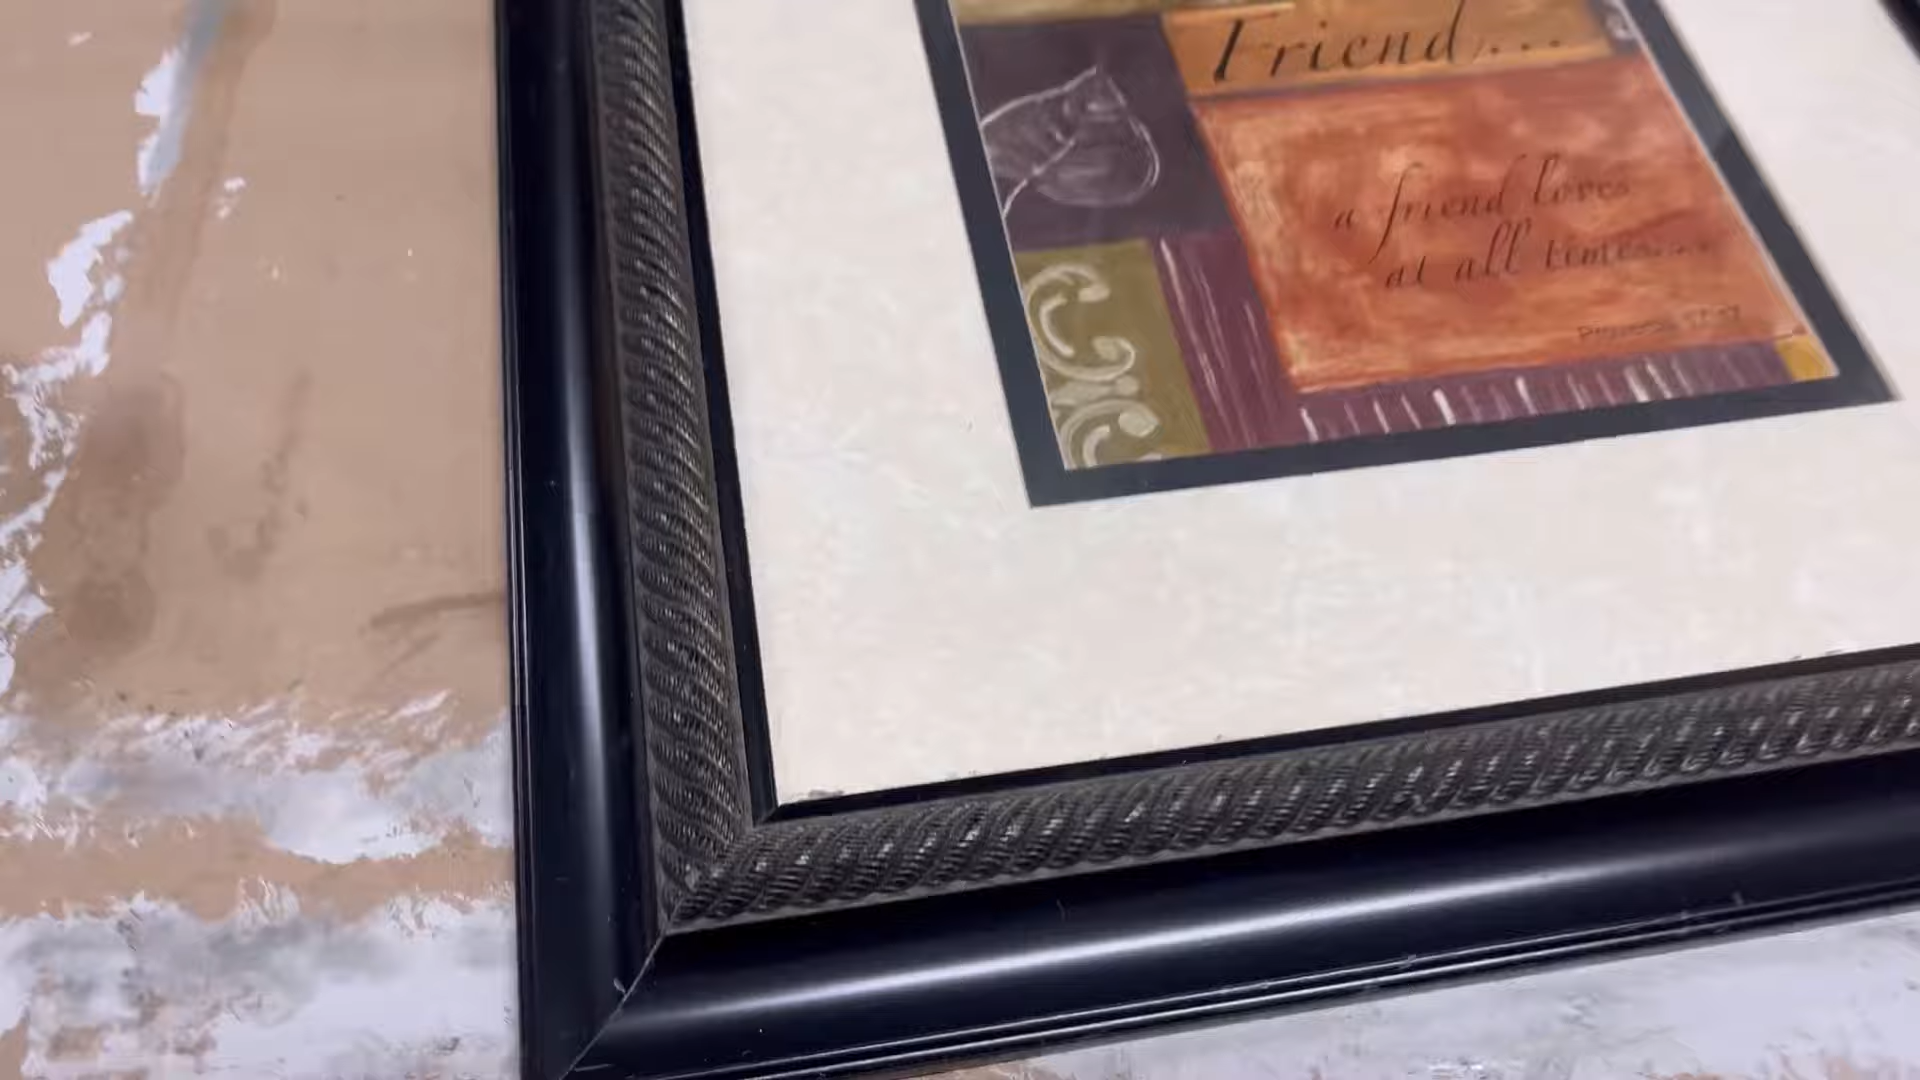 Friend...
a friend loves
at all times....